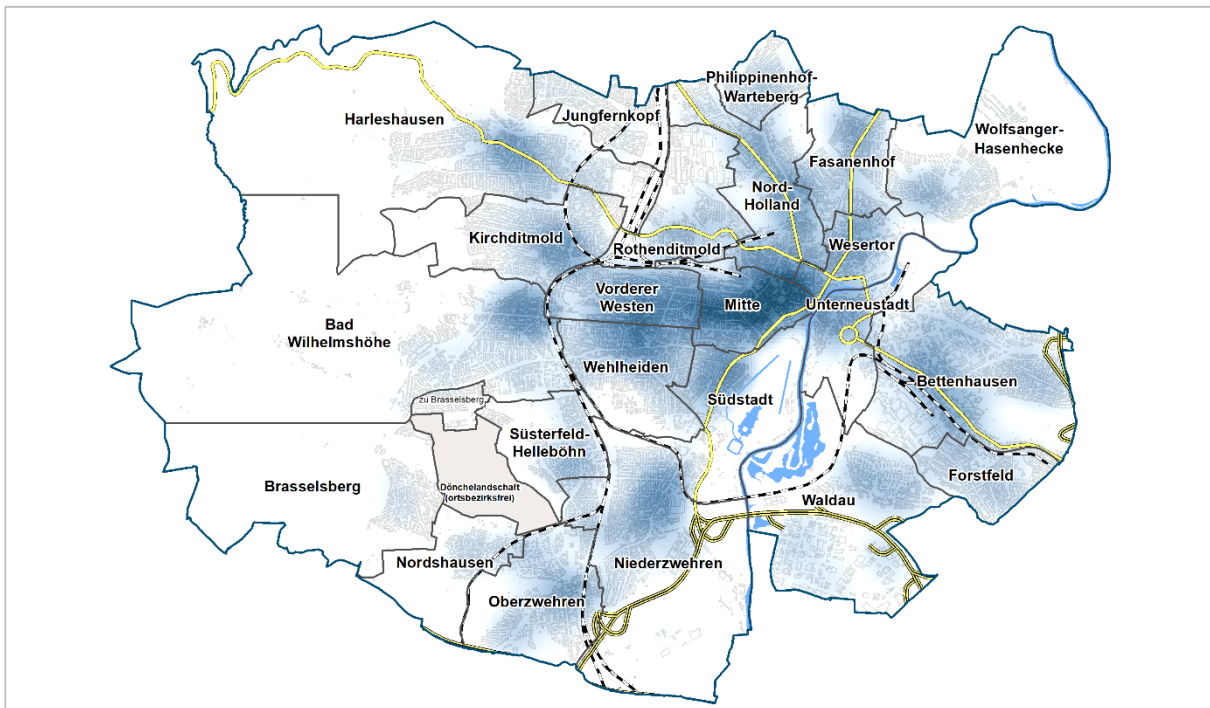 Philippinenhof-
Warteberg
Jungfernkopf
Harleshausen
Wolfsanger-
Hasenhecke
Fasanenhof
Nord-
Holland
Kirchditmold
Rothenditmold
Wesertor
Vorderer
Westen
Mitte
Unterneustadt
Bad
Wilhelmshöhe
Wehlheiden
Bettenhausen
Südstadt
zu Brasselsberg
Süsterfeld-
Helleböhn
Forstfeld
Brasselsberg
Dönchelandschaft
(ortsbezirksfrei)
Waldau
Nordshausen
Niederzwehren
Oberzwehren